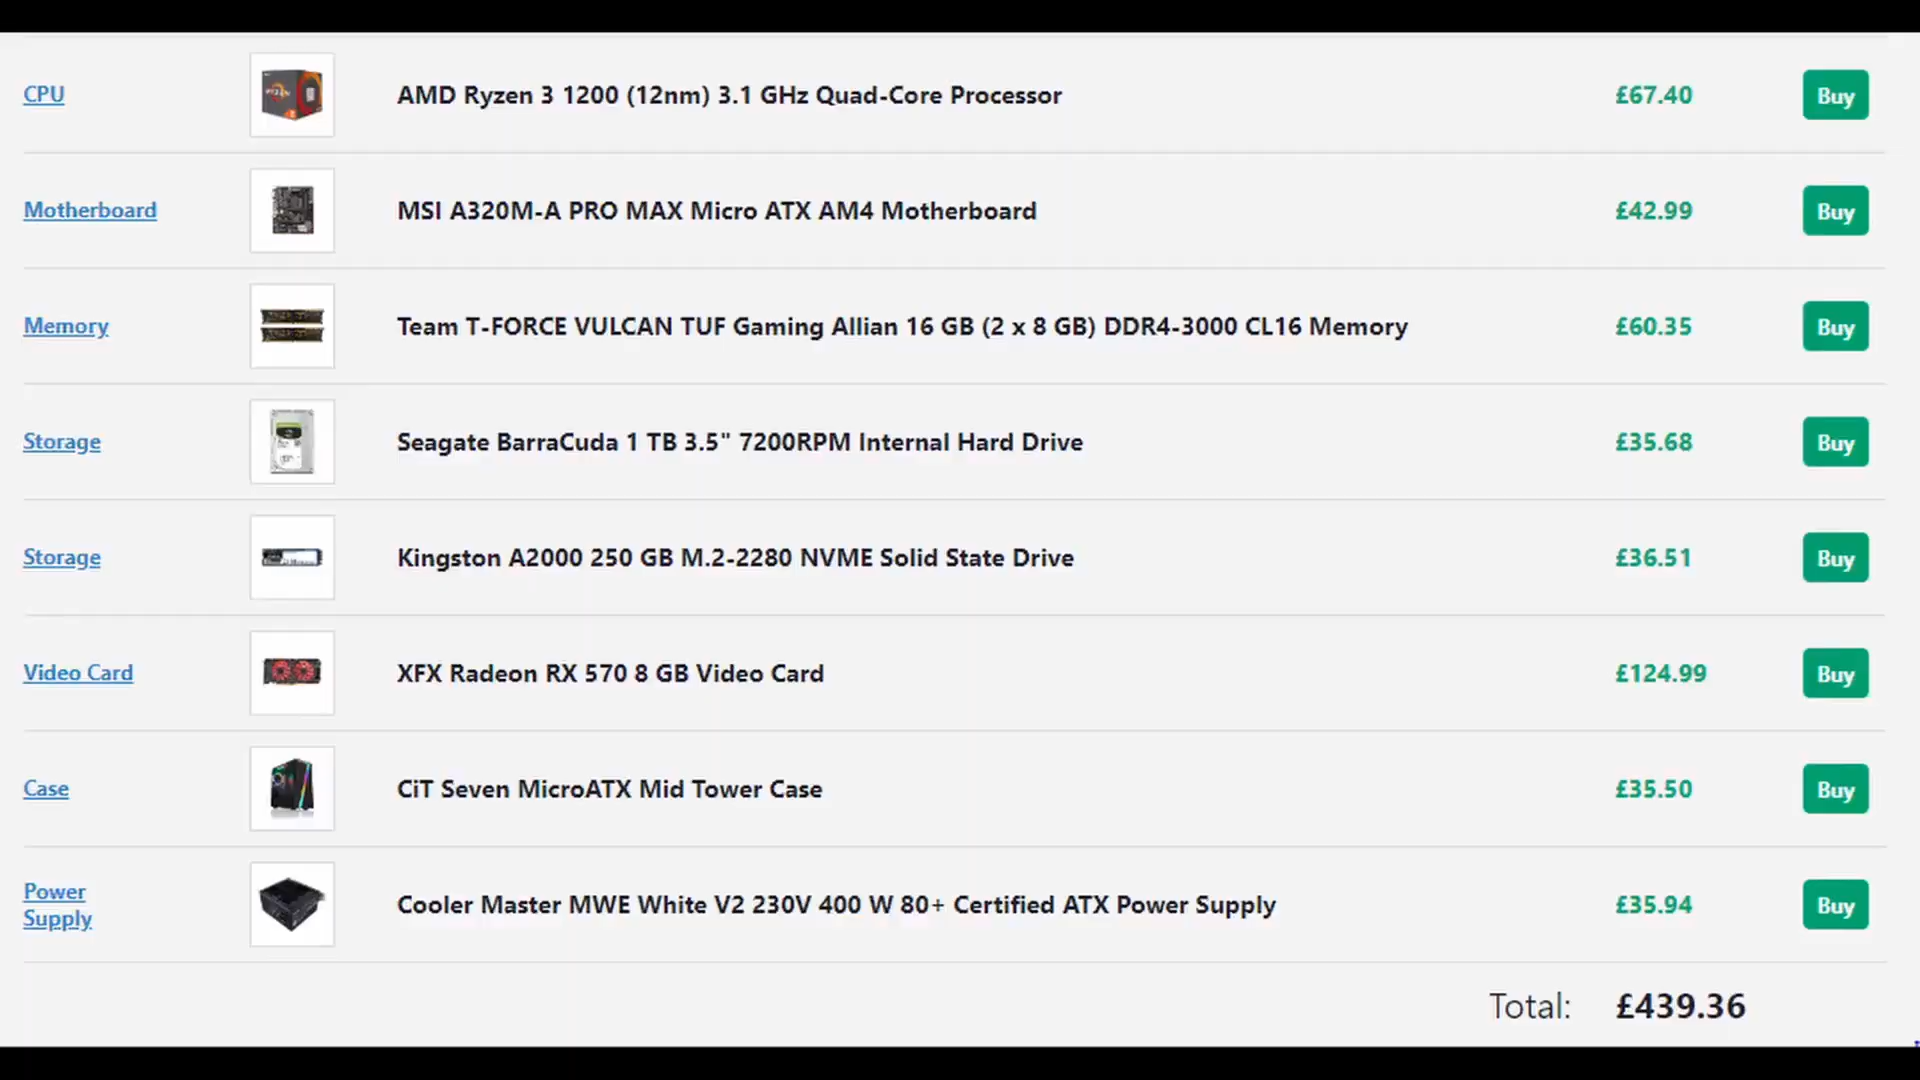 CPU
AMD Ryzen 3 1200 (12nm) 3.1 GHz Quad-Core Processor
£67.40
Buy
Motherboard
MSI A320M-A PRO MAX Micro ATX AM4 Motherboard
£42.99
Buy
Memory
Team T-FORCE VULCAN TUF Gaming Allian 16 GB (2 x 8 GB) DDR4-3000 CL16 Memory
£60.35
Buy
Storage
Seagate BarraCuda 1 TB 3.5" 7200RPM Internal Hard Drive
£35.68
Buy
Storage
Kingston A2000 250 GB M.2-2280 NVME Solid State Drive
£36.51
Buy
Video Card
XFX Radeon RX 570 8 GB Video Card
£124.99
Buy
Case
CiT Seven MicroATX Mid Tower Case
£35.50
Buy
Power
Supply
Cooler Master MWE White V2 230V 400 W 80+ Certified ATX Power Supply
£35.94
Buy
Total: £439.36